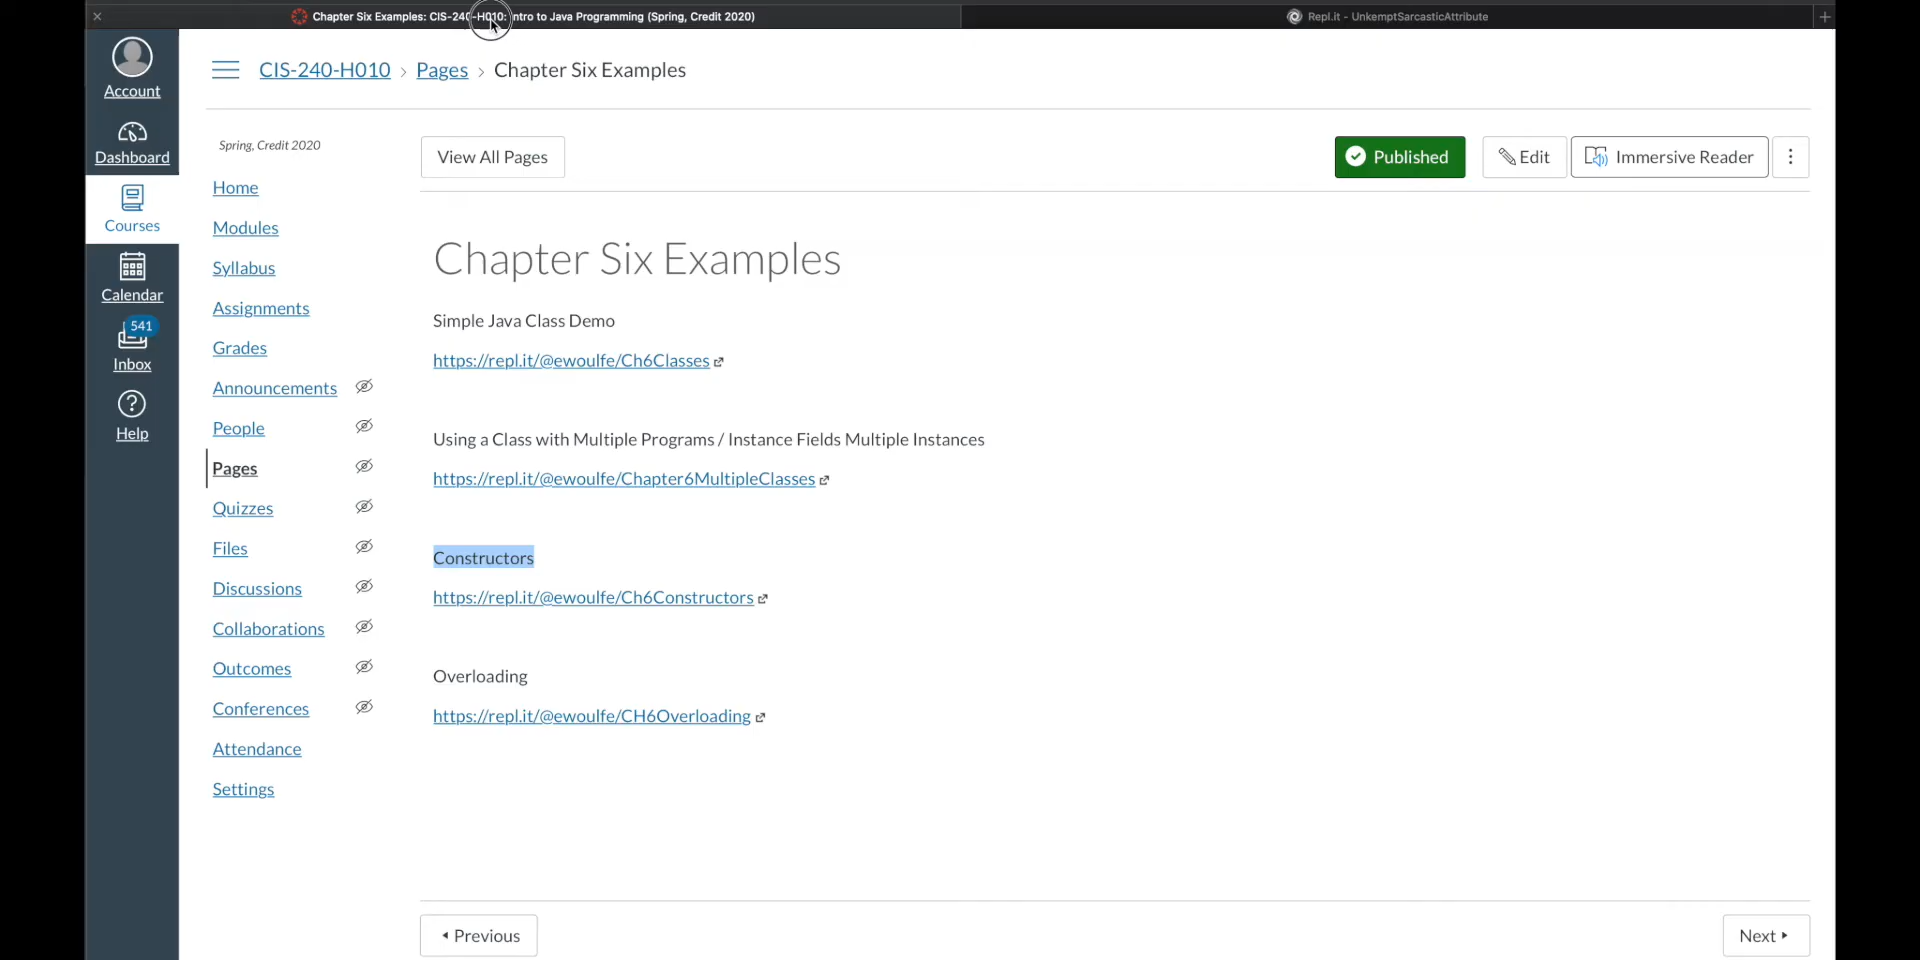 Chapter Six Examples: CIS-240-H010: Intro to Java Programming (Spring, Credit 2020)
Repl.it - UnkemptSarcasticAttribute
Account
Dashboard
Courses
Calendar
541
Inbox
Help
CIS-240-H010 › Pages › Chapter Six Examples
Spring, Credit 2020
Home
Modules
Syllabus
Assignments
Grades
Announcements
People
Pages
Quizzes
Files
Discussions
Collaborations
Outcomes
Conferences
Attendance
Settings
View All Pages
Published
Edit
Immersive Reader
Chapter Six Examples
Simple Java Class Demo
https://repl.it/@ewoulfe/Ch6Classes
Using a Class with Multiple Programs / Instance Fields Multiple Instances
https://repl.it/@ewoulfe/Chapter6MultipleClasses
Constructors
https://repl.it/@ewoulfe/Ch6Constructors
Overloading
https://repl.it/@ewoulfe/CH6Overloading
Previous
Next